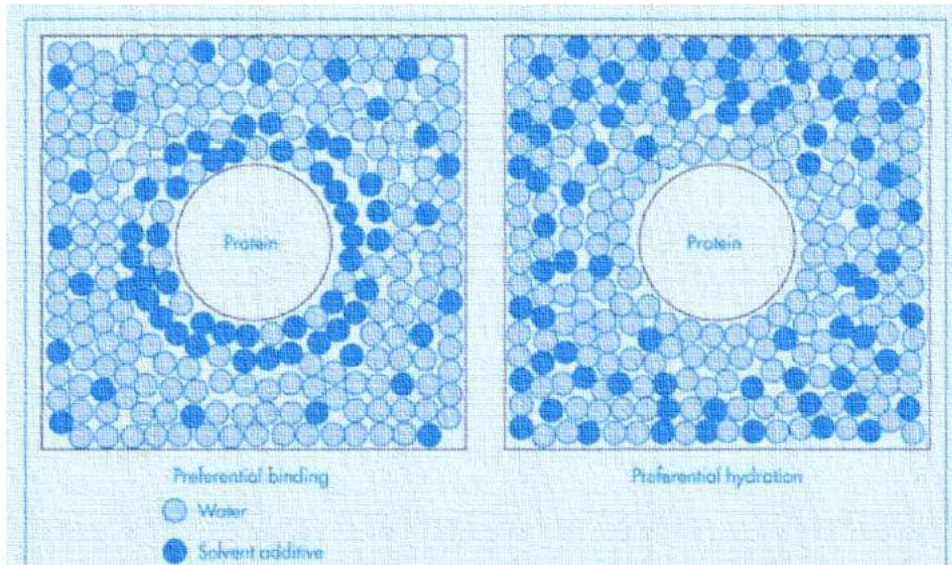 Protein
Protein
Preferential binding
Preferential hydration
Water
Solvent additive